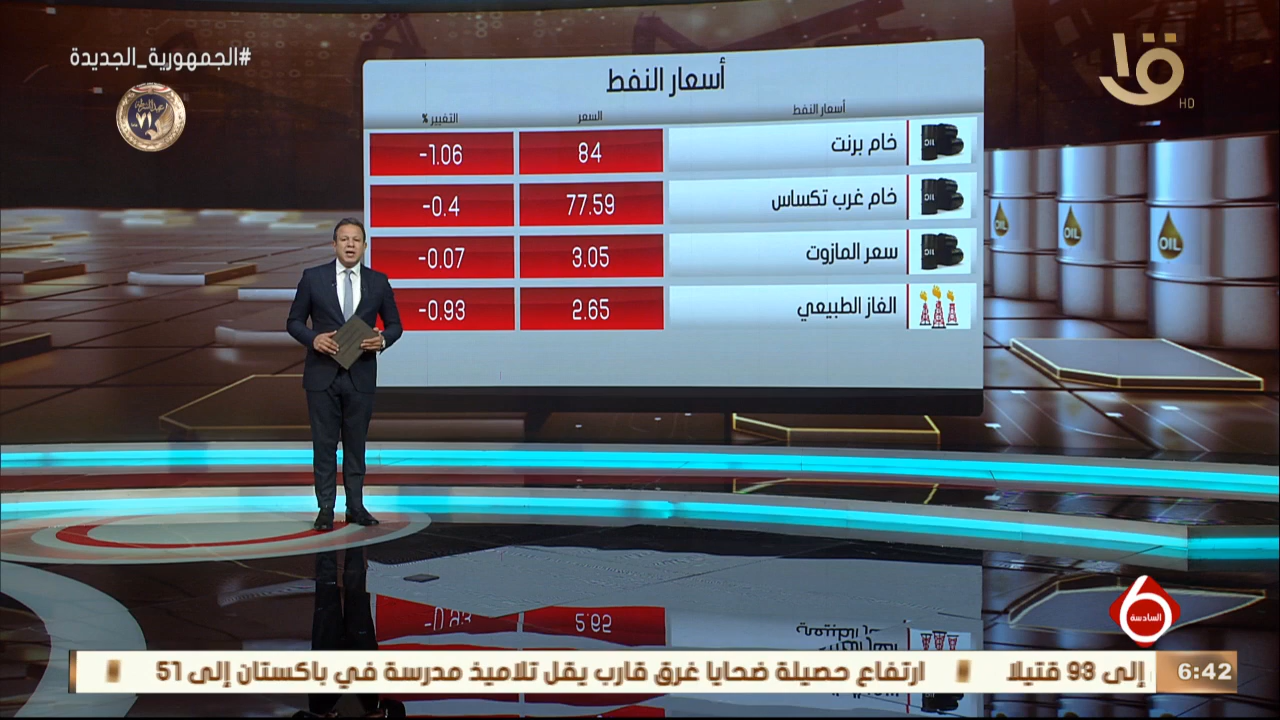 #الجمهورية_الجديدة
HD
أسعار النفط
أسعار النفط السعر التغيير %
خام برنت 84 -1.06
خام غرب تكساس 77.59 -0.4
سعر المازوت 3.05 -0.07
الغاز الطبيعي 2.65 -0.93
OIL OIL OIL
السادسة
6:42 إلى 93 قتيلا ارتفاع حصيلة ضحايا غرق قارب يقل تلاميذ مدرسة في باكستان إلى 51